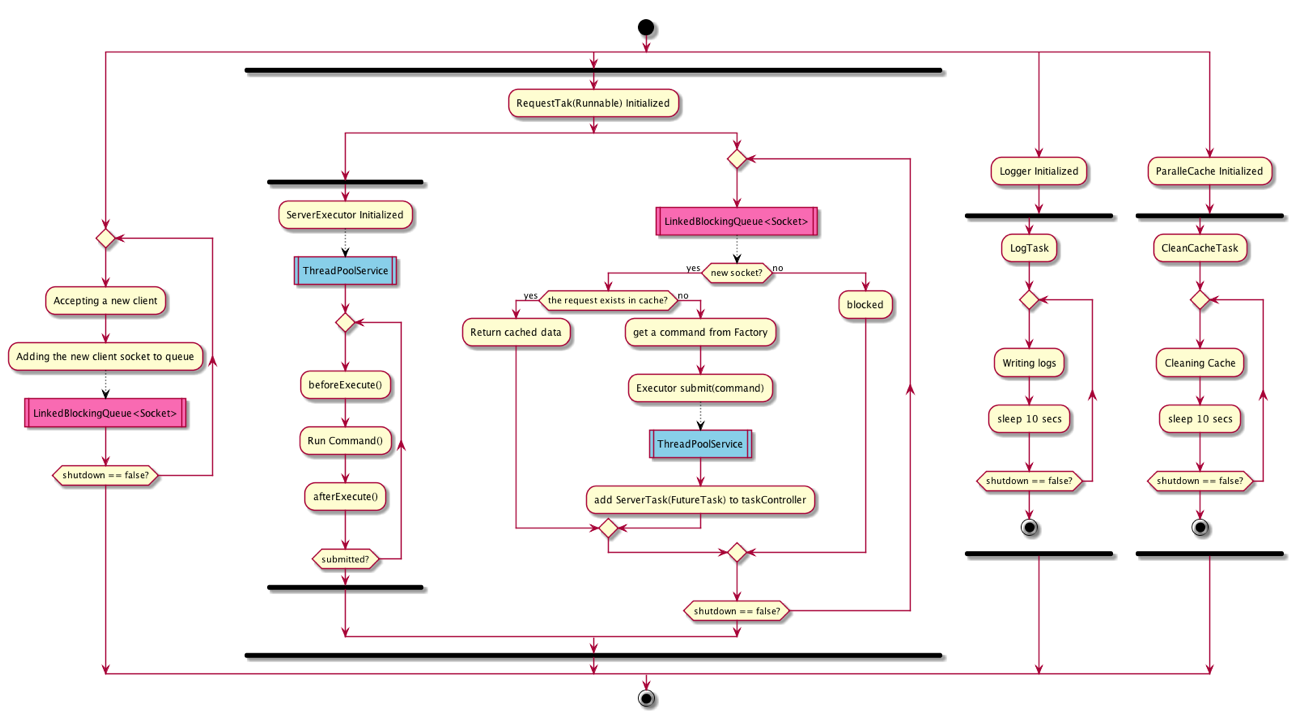 RequestTak(Runnable) Initialized
Accepting a new client
Adding the new client socket to queue
LinkedBlockingQueue<Socket>
shutdown == false?
ServerExecutor Initialized
ThreadPoolService
beforeExecute()
Run Command()
afterExecute()
submitted?
LinkedBlockingQueue<Socket>
yes
new socket?
no
yes
the request exists in cache?
no
blocked
Return cached data
get a command from Factory
Executor submit(command)
ThreadPoolService
add ServerTask(FutureTask) to taskController
shutdown == false?
Logger Initialized
LogTask
Writing logs
sleep 10 secs
shutdown == false?
ParalleCache Initialized
CleanCacheTask
Cleaning Cache
sleep 10 secs
shutdown == false?